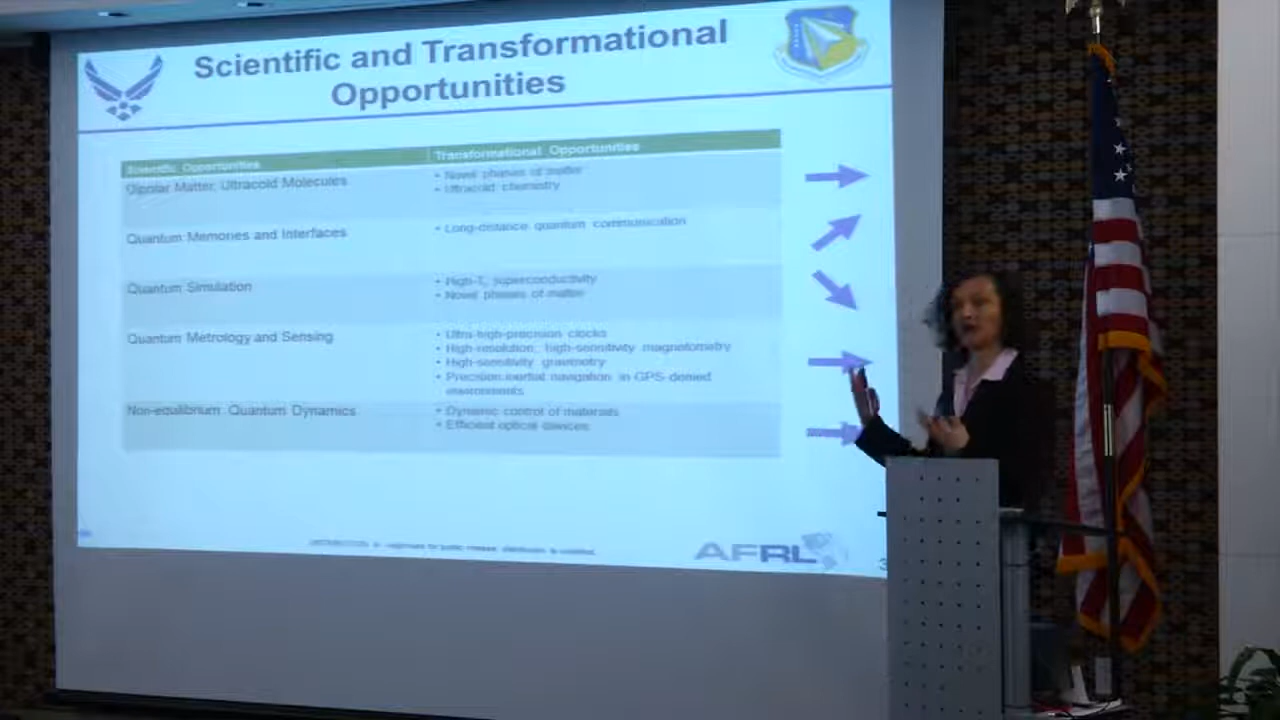 Scientific and Transformational
Opportunities
Scientific Opportunities
Transformational Opportunities
Dipolar Matter, Ultracold Molecules
• Novel phases of matter
• Ultracold chemistry
Quantum Memories and Interfaces
• Long-distance quantum communication
Quantum Simulation
• High-Tc superconductivity
• Novel phases of matter
Quantum Metrology and Sensing
• Ultra-high-precision clocks
• High-resolution, high-sensitivity magnetometry
• High-sensitivity gravimetry
• Precision inertial navigation in GPS-denied
environments
Non-equilibrium Quantum Dynamics
• Dynamic control of materials
• Efficient optical devices
AFRL
3